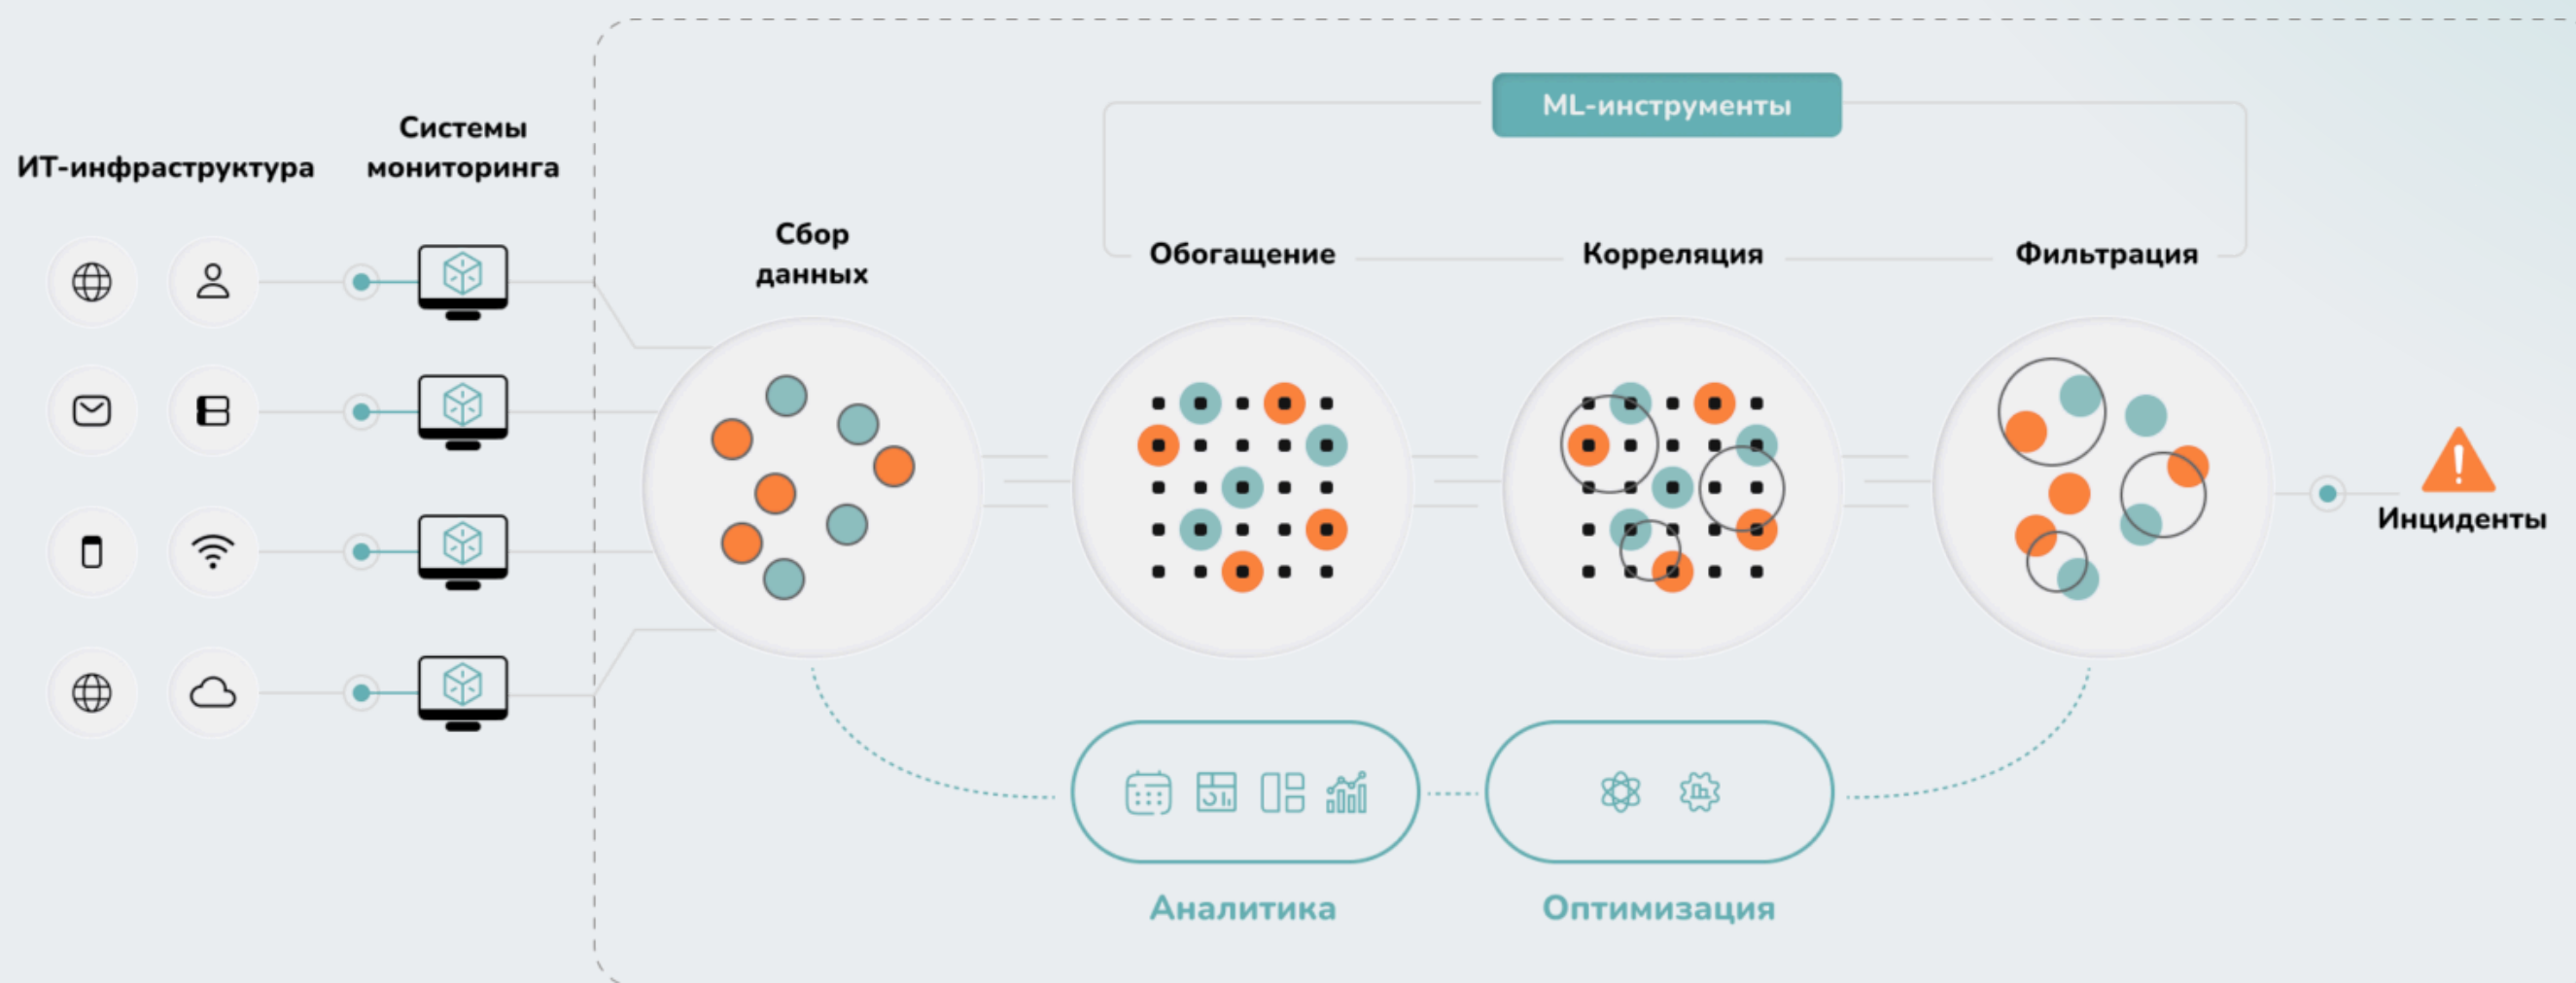 ML-инструменты
ИТ-инфраструктура
Системы
мониторинга
Сбор
данных
Обогащение
Корреляция
Фильтрация
Инциденты
Аналитика
Оптимизация